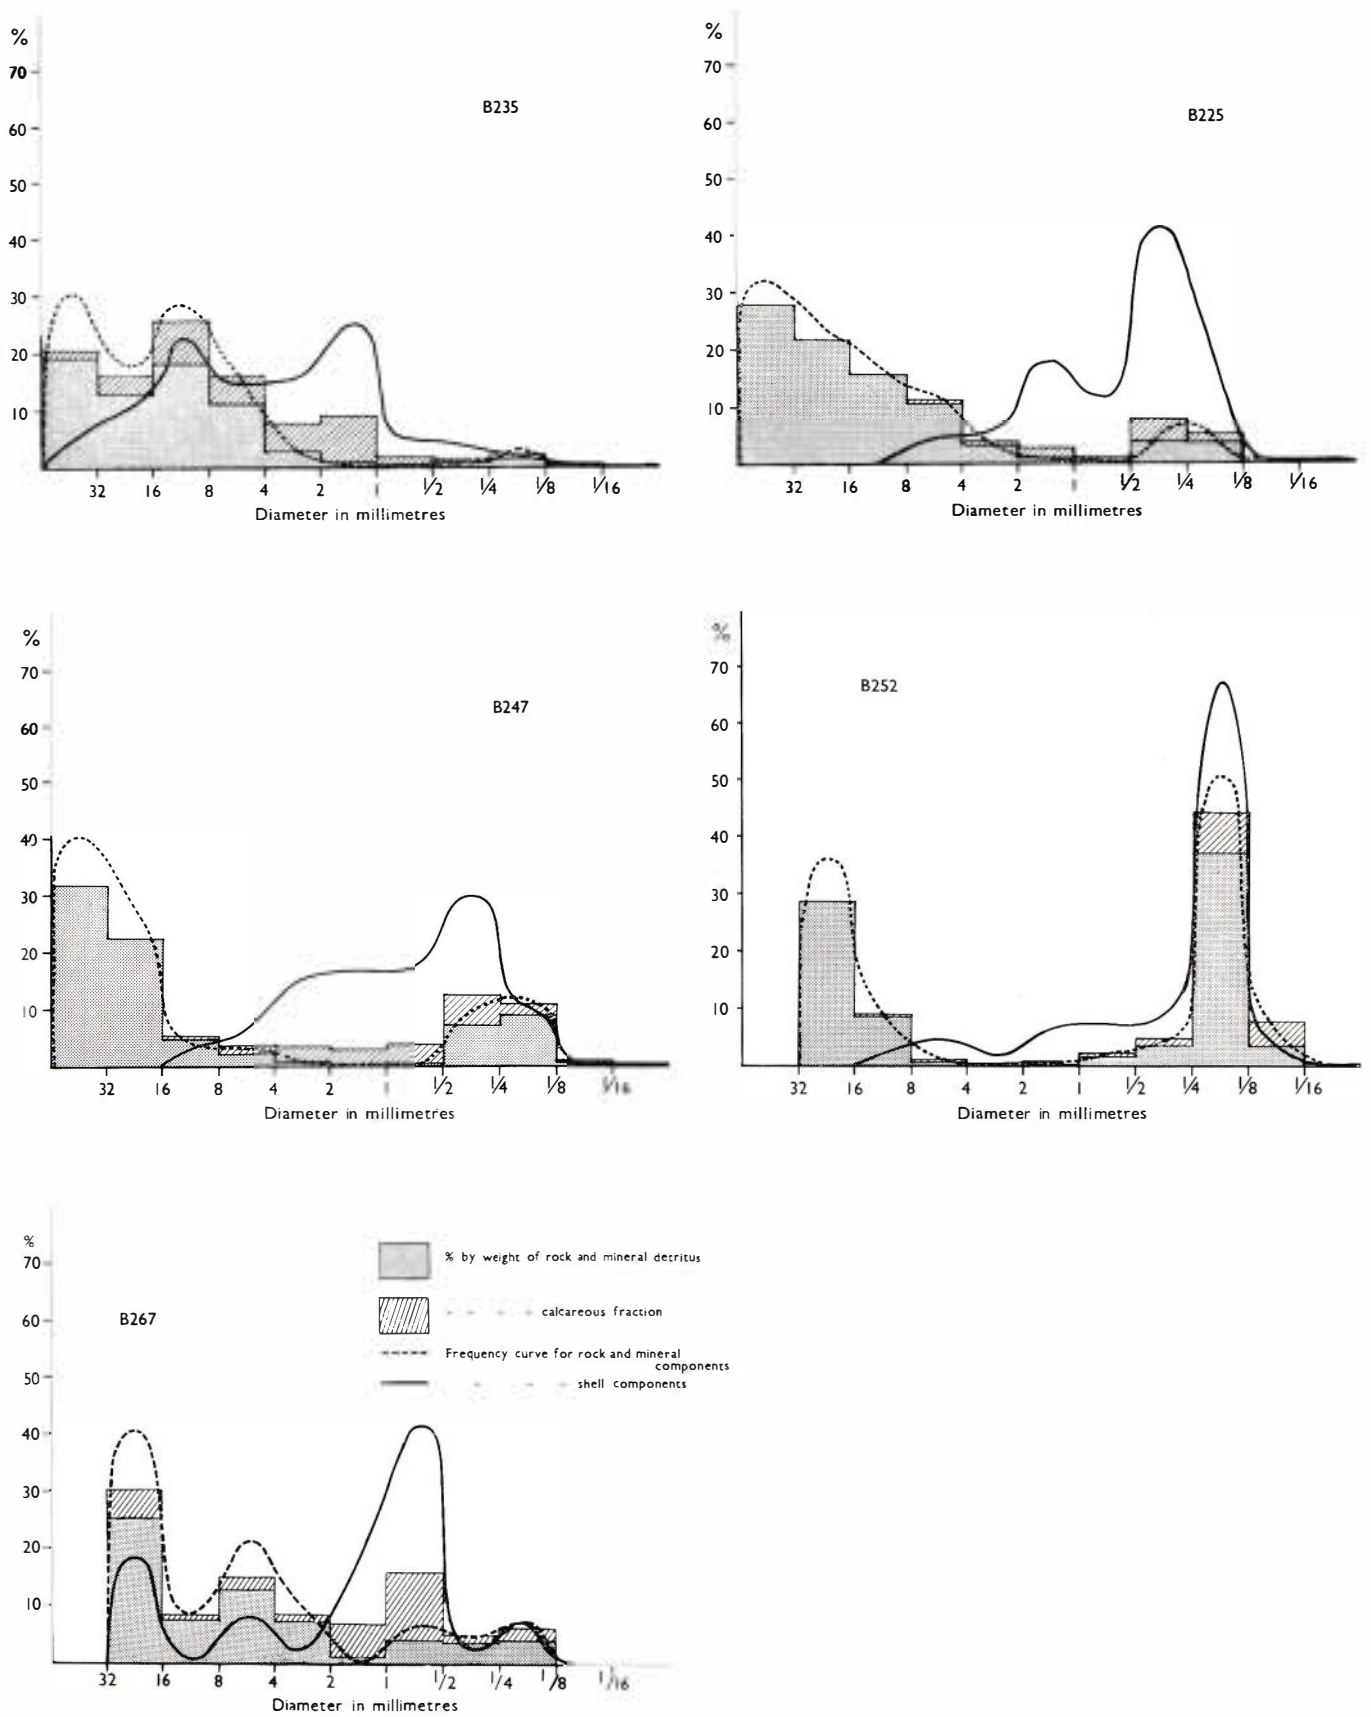 %
70
60
50
40
30
20
10
B235
32 16 8 4 2 1 1/2 1/4 1/8 1/16
Diameter in millimetres
%
70
60
50
40
30
20
10
B225
32 16 8 4 2 1 1/2 1/4 1/8 1/16
Diameter in millimetres
%
70
60
50
40
30
20
10
B247
32 16 8 4 2 1 1/2 1/4 1/8 1/16
Diameter in millimetres
%
70
60
50
40
30
20
10
B252
32 16 8 4 2 1 1/2 1/4 1/8 1/16
Diameter in millimetres
%
70
60
50
40
30
20
10
B267
32 16 8 4 2 1 1/2 1/4 1/8 1/16
Diameter in millimetres
% by weight of rock and mineral detritus
calcareous fraction
Frequency curve for rock and mineral
components
shell components